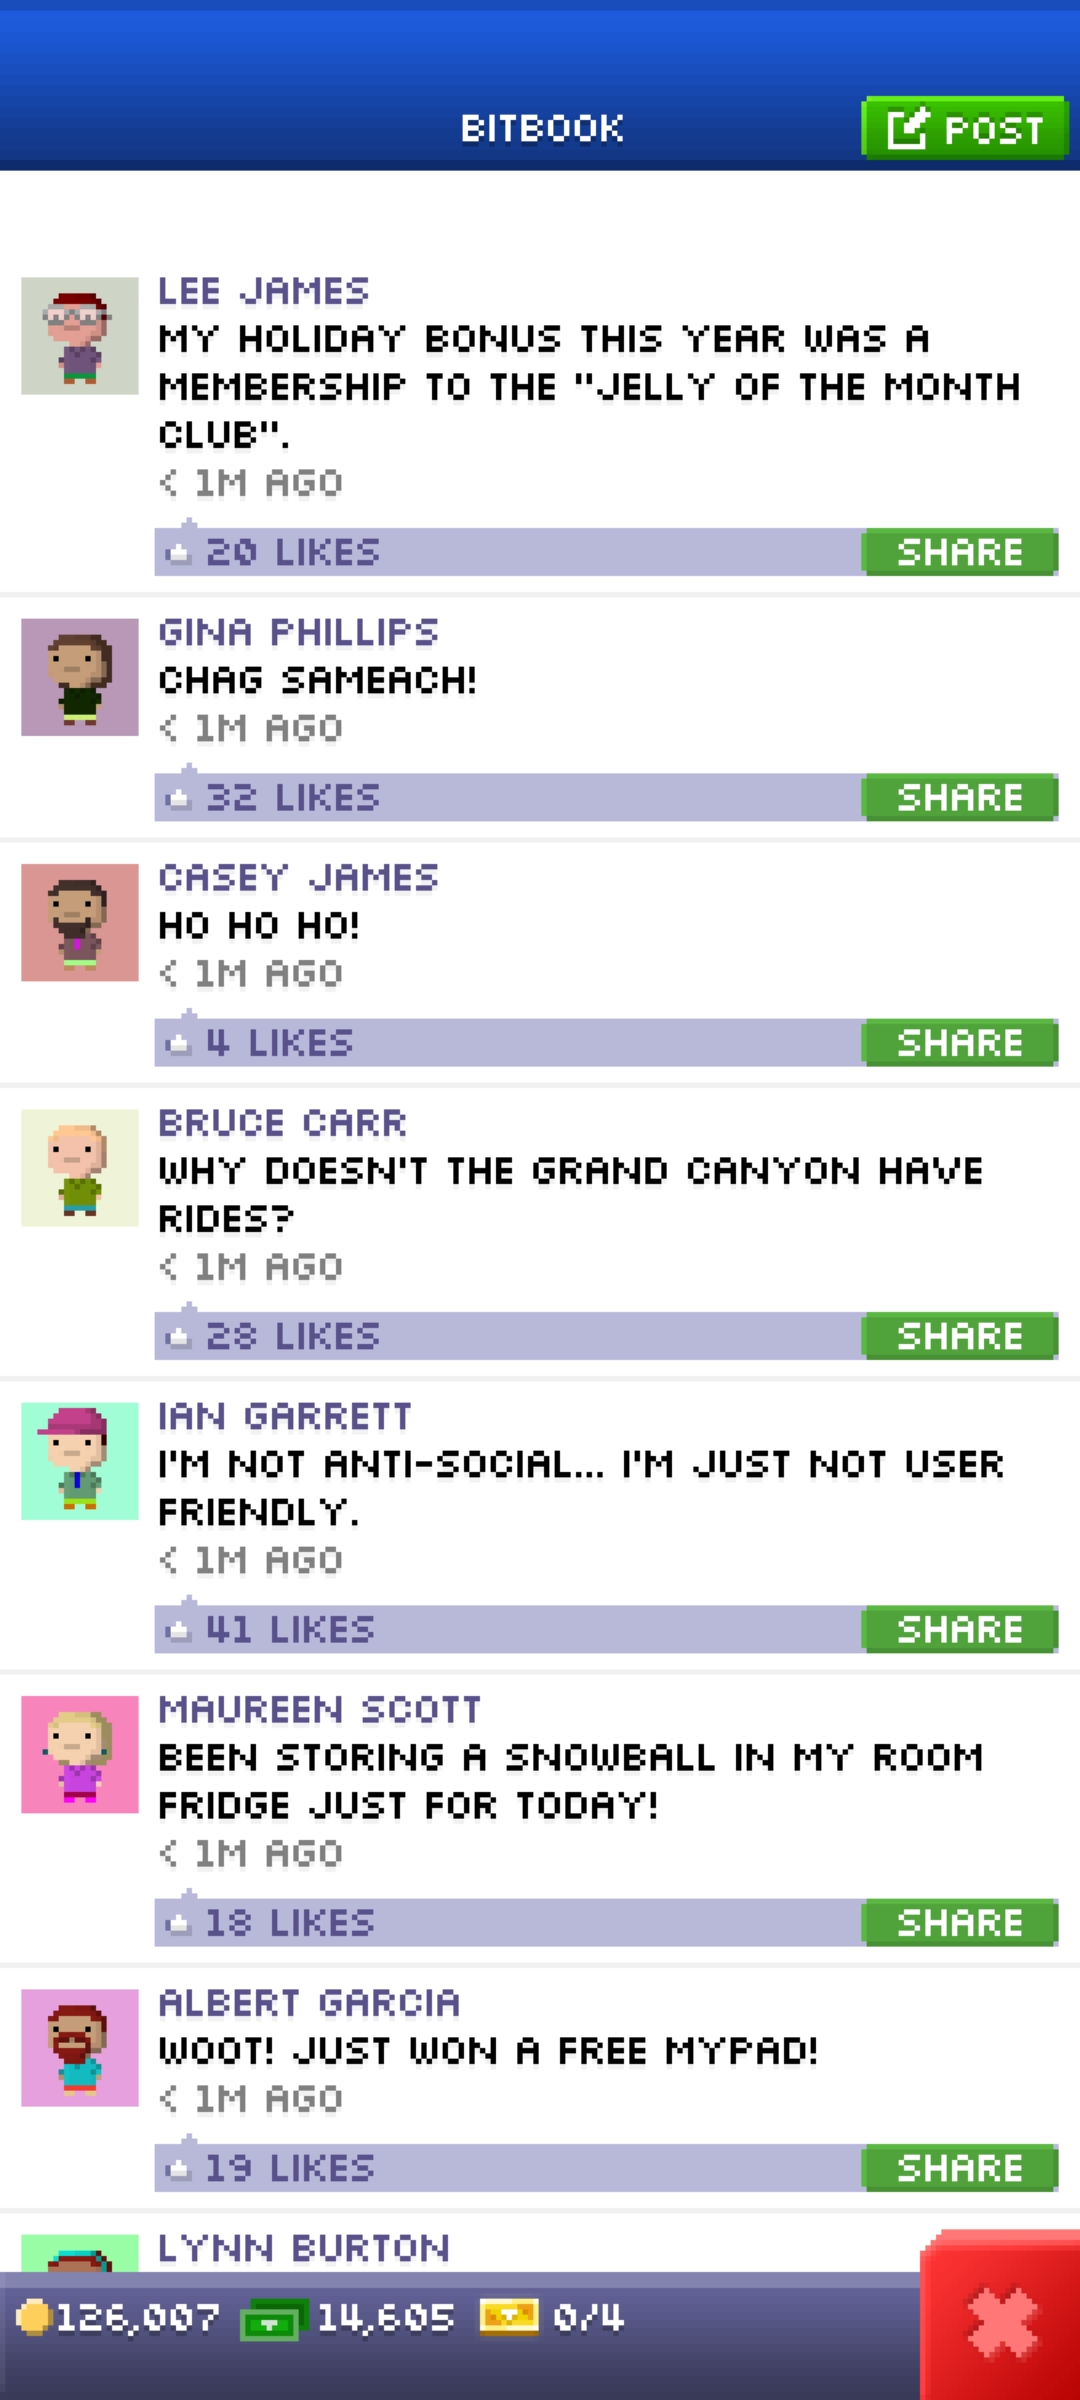 BITBOOK
POST
LEE JAMES
MY HOLIDAY BONUS THIS YEAR WAS A
MEMBERSHIP TO THE "JELLY OF THE MONTH
CLUB".
< 1M AGO
20 LIKES
SHARE
GINA PHILLIPS
CHAG SAMEACH!
< 1M AGO
32 LIKES
SHARE
CASEY JAMES
HO HO HO!
< 1M AGO
4 LIKES
SHARE
BRUCE CARR
WHY DOESN'T THE GRAND CANYON HAVE
RIDES?
< 1M AGO
28 LIKES
SHARE
IAN GARRETT
I'M NOT ANTI-SOCIAL... I'M JUST NOT USER
FRIENDLY.
< 1M AGO
41 LIKES
SHARE
MAUREEN SCOTT
BEEN STORING A SNOWBALL IN MY ROOM
FRIDGE JUST FOR TODAY!
< 1M AGO
18 LIKES
SHARE
ALBERT GARCIA
WOOT! JUST WON A FREE MYPAD!
< 1M AGO
19 LIKES
SHARE
LYNN BURTON
126,007 14,605 0/4